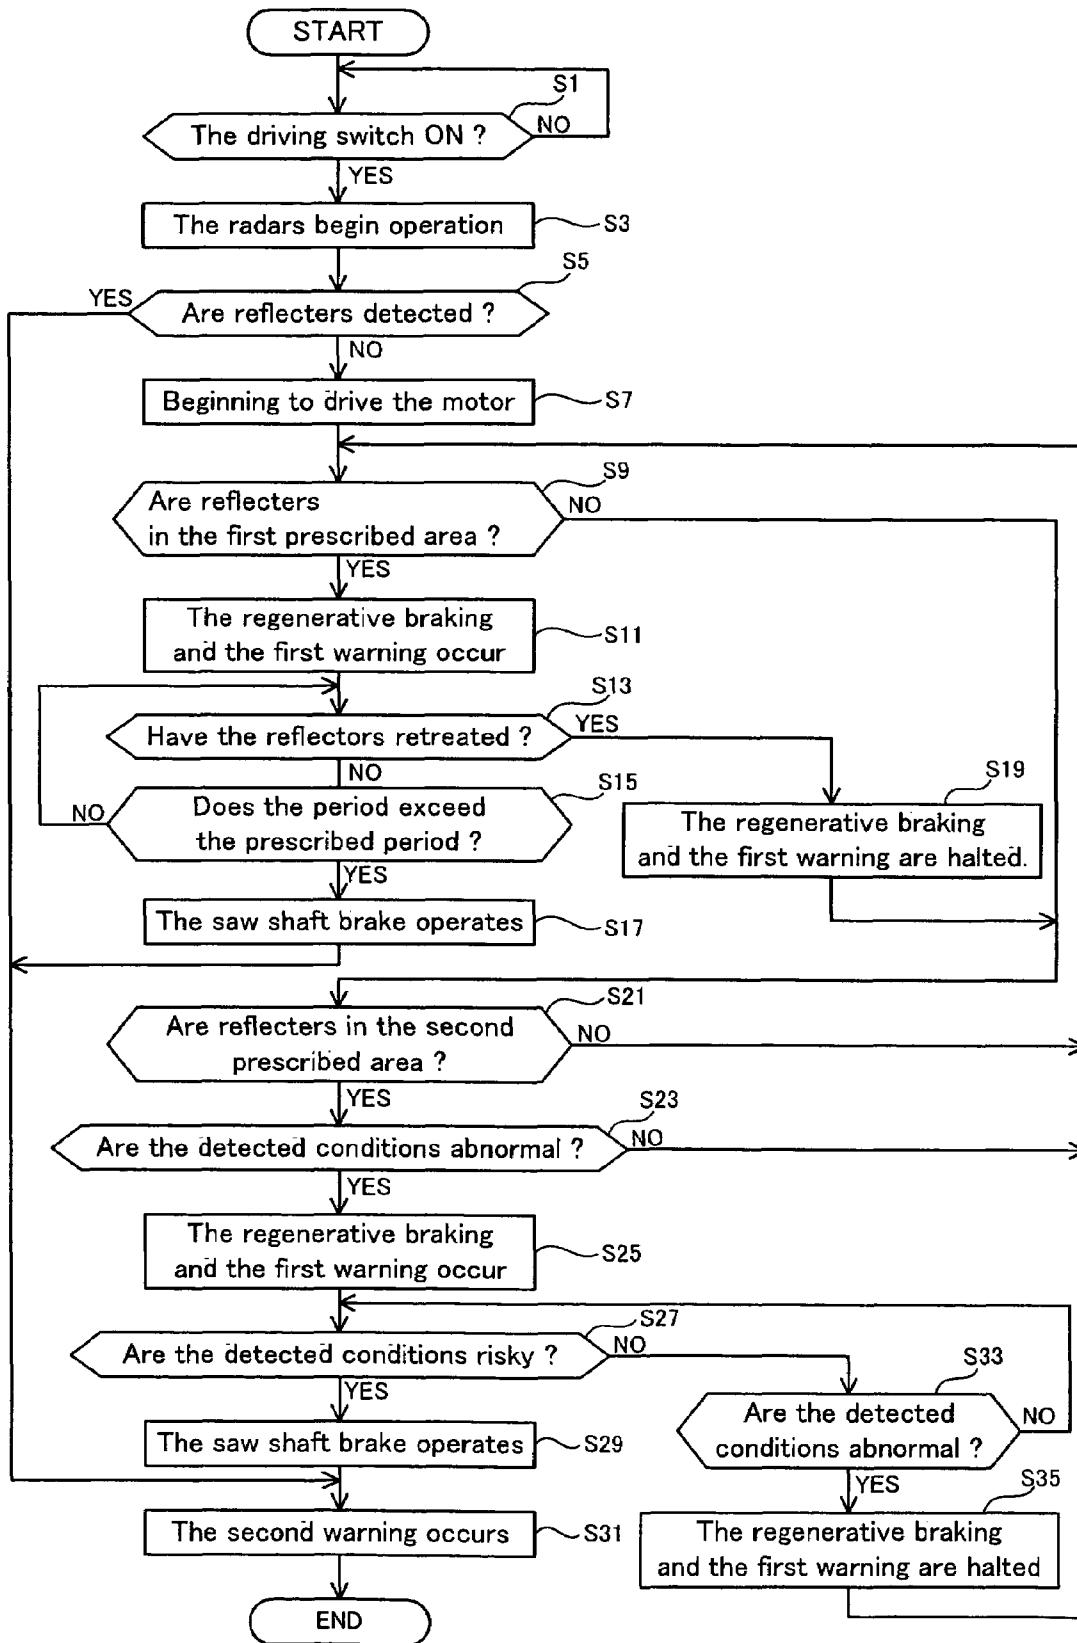 START
S1
The driving switch ON ?
NO
YES
The radars begin operation
S3
S5
YES
Are reflecters detected ?
NO
Beginning to drive the motor
S7
S9
Are reflecters
in the first prescribed area ?
NO
YES
The regenerative braking
and the first warning occur
S11
S13
Have the reflectors retreated ?
YES
NO
S15
NO
Does the period exceed
the prescribed period ?
S19
The regenerative braking
and the first warning are halted.
YES
The saw shaft brake operates
S17
S21
Are reflecters in the second
prescribed area ?
NO
YES
S23
Are the detected conditions abnormal ?
NO
YES
The regenerative braking
and the first warning occur
S25
S27
Are the detected conditions risky ?
NO
S33
Are the detected
conditions abnormal ?
NO
YES
The saw shaft brake operates
S29
YES
S35
The second warning occurs
S31
The regenerative braking
and the first warning are halted
END